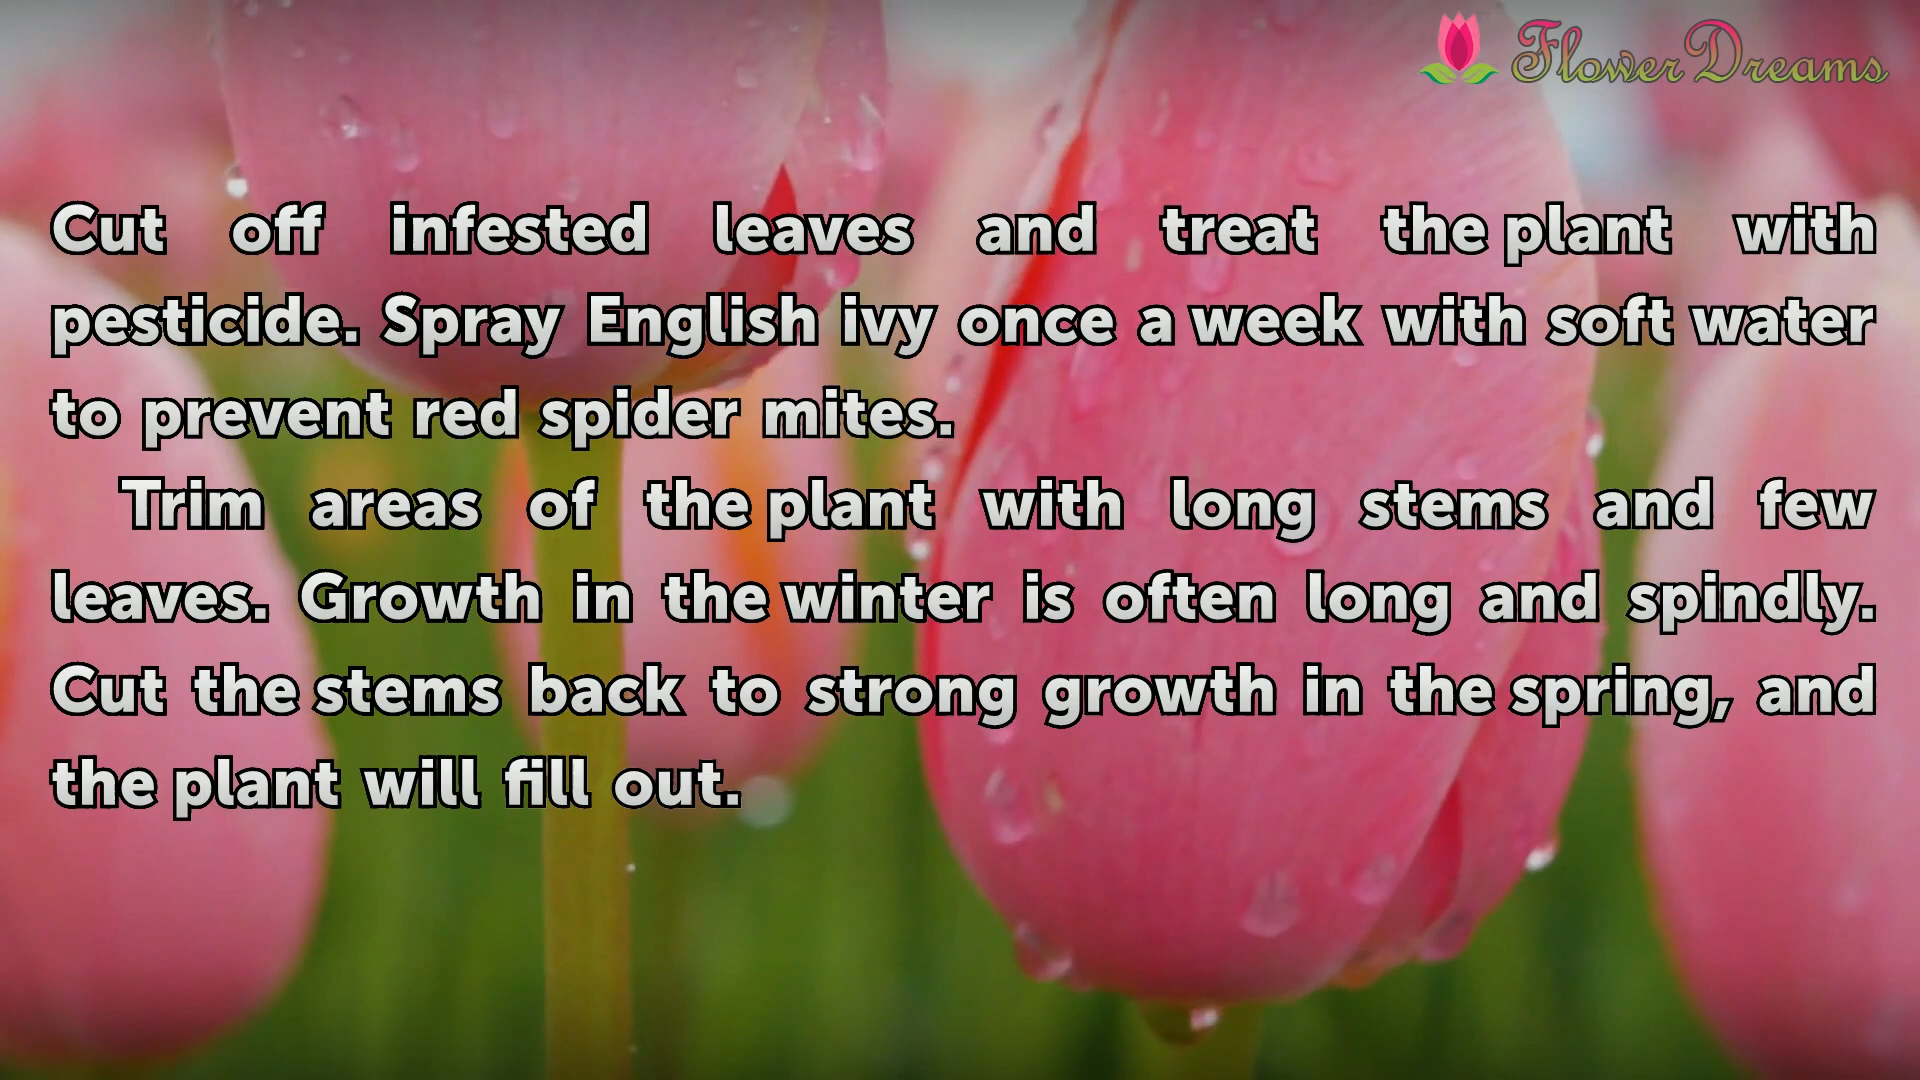 Flower Dreams
Cut off infested leaves and treat the plant with
pesticide. Spray English ivy once a week with soft water
to prevent red spider mites.
Trim areas of the plant with long stems and few
leaves. Growth in the winter is often long and spindly.
Cut the stems back to strong growth in the spring, and
the plant will fill out.